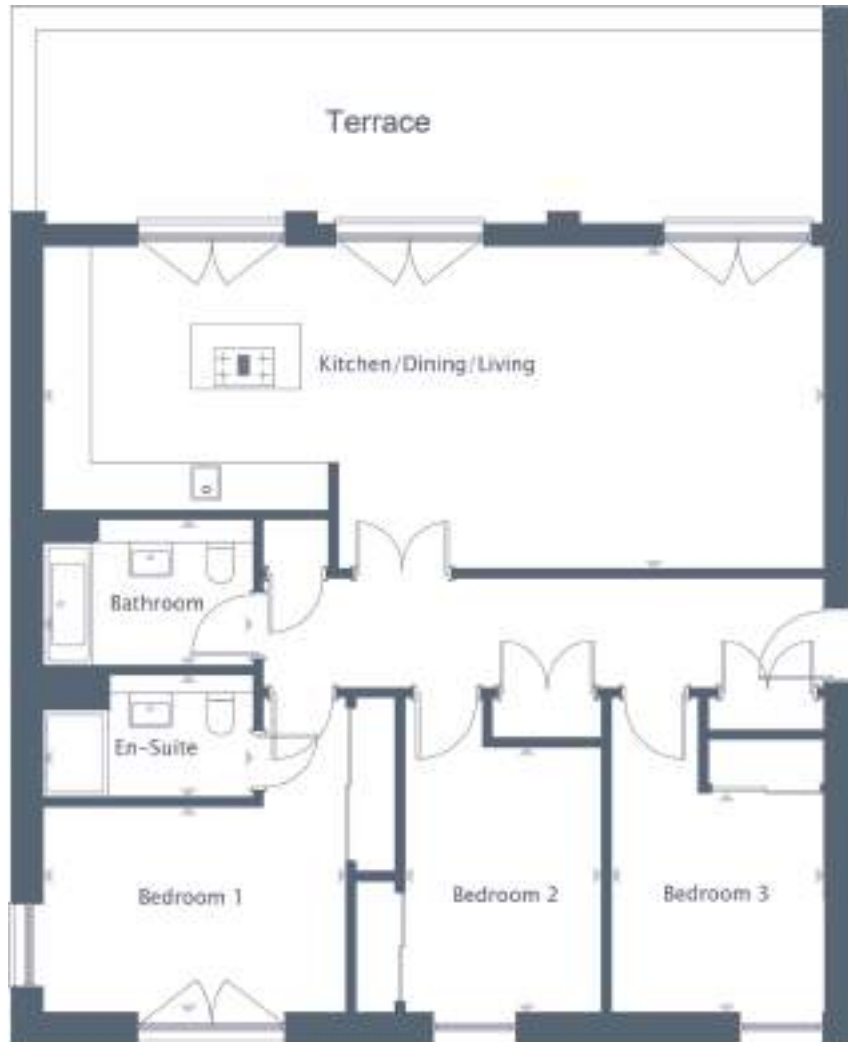 Terrace
Kitchen/Dining/Living
Bathroom
En-Suite
Bedroom 1
Bedroom 2
Bedroom 3